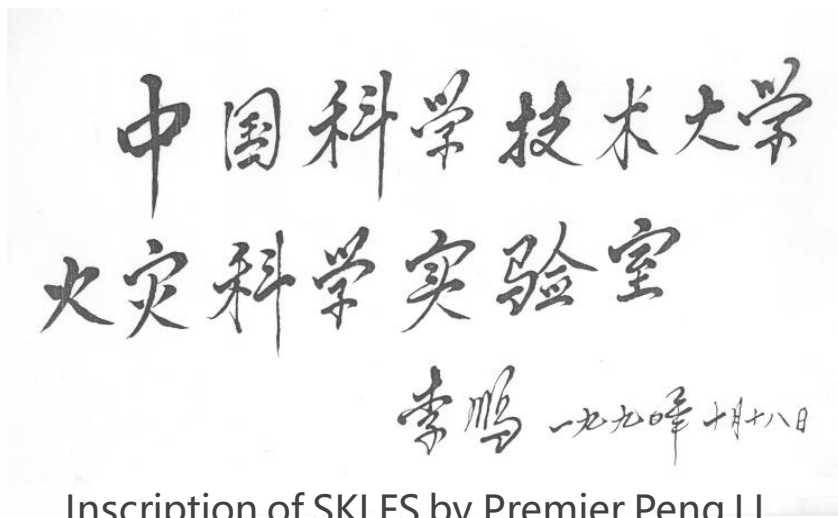 中国科学技术大学
火灾科学实验室
李鹏 一九九〇年十月十八日
Inscription of SKLFS by Premier Peng LI